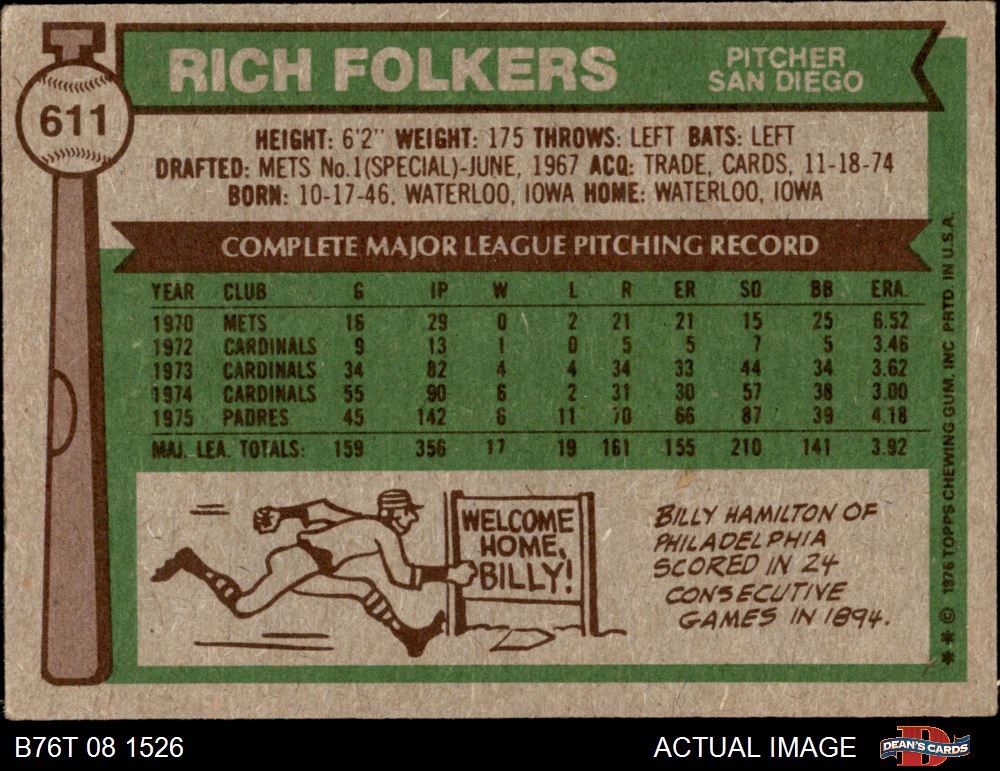 RICH FOLKERS
PITCHER
SAN DIEGO
611
HEIGHT: 6'2" WEIGHT: 175 THROWS: LEFT BATS: LEFT
DRAFTED: METS No.1(SPECIAL)-JUNE, 1967 ACQ: TRADE, CARDS, 11-18-74
BORN: 10-17-46, WATERLOO, IOWA HOME: WATERLOO, IOWA
COMPLETE MAJOR LEAGUE PITCHING RECORD
YEAR CLUB G IP W L R ER SO BB ERA.
1970 METS 16 29 0 2 21 21 15 25 6.52
1972 CARDINALS 9 13 1 0 5 5 7 5 3.46
1973 CARDINALS 34 82 4 4 34 33 44 34 3.62
1974 CARDINALS 55 90 6 2 31 30 57 38 3.00
1975 PADRES 45 142 6 11 70 66 87 39 4.18
MAJ. LEA. TOTALS: 159 356 17 19 161 155 210 141 3.92
WELCOME
HOME,
BILLY!
BILLY HAMILTON OF
PHILADELPHIA
SCORED IN 24
CONSECUTIVE
GAMES IN 1894.
* * © 1976 TOPPS CHEWING GUM, INC PRTD. IN U.S.A.
B76T 08 1526
ACTUAL IMAGE
DEAN'S CARDS